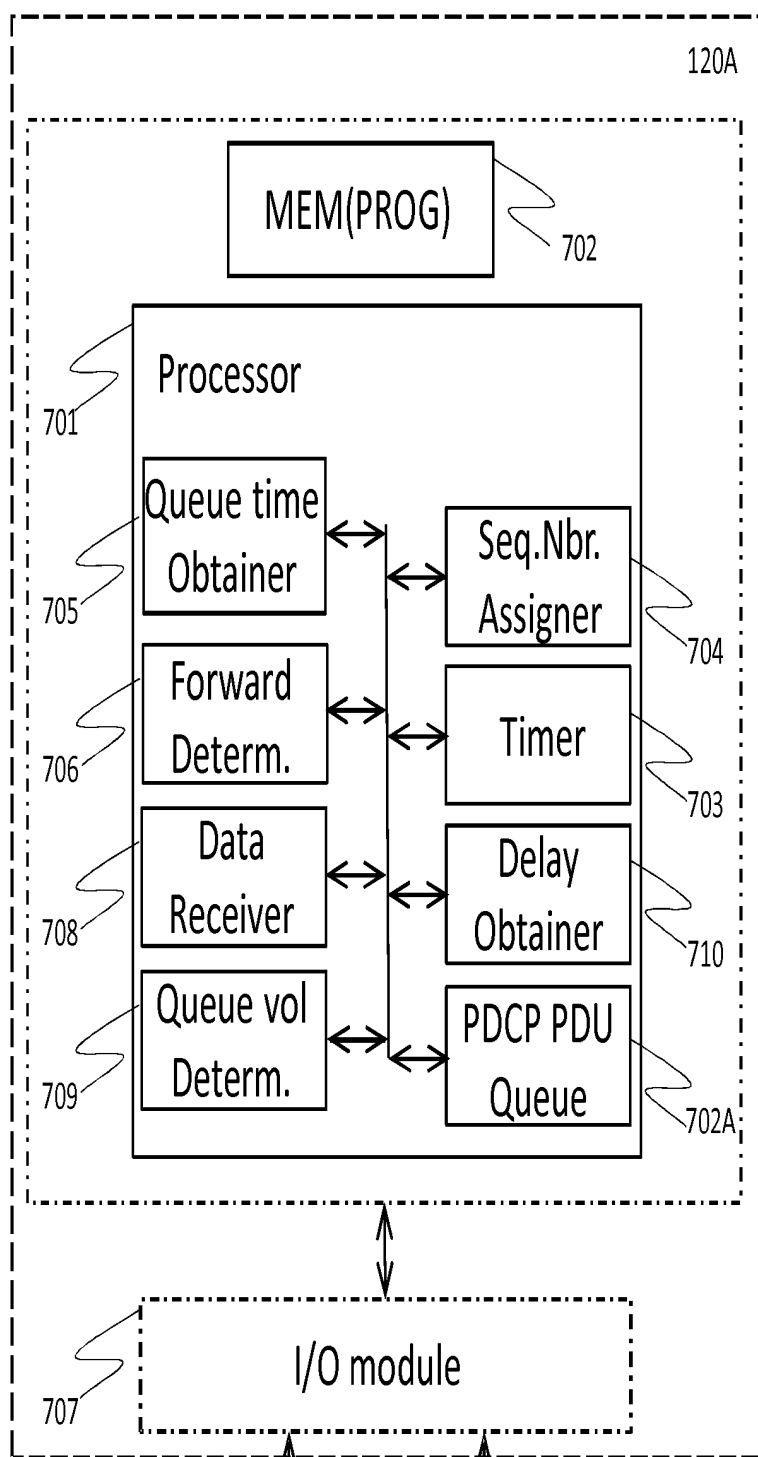 120A
MEM(PROG)
702
Processor
701
Queue time
Obtainer
705
Seq.Nbr.
Assigner
704
Forward
Determ.
706
Timer
703
Data
Receiver
708
Delay
Obtainer
710
Queue vol
Determ.
709
PDCP PDU
Queue
702A
I/O module
707